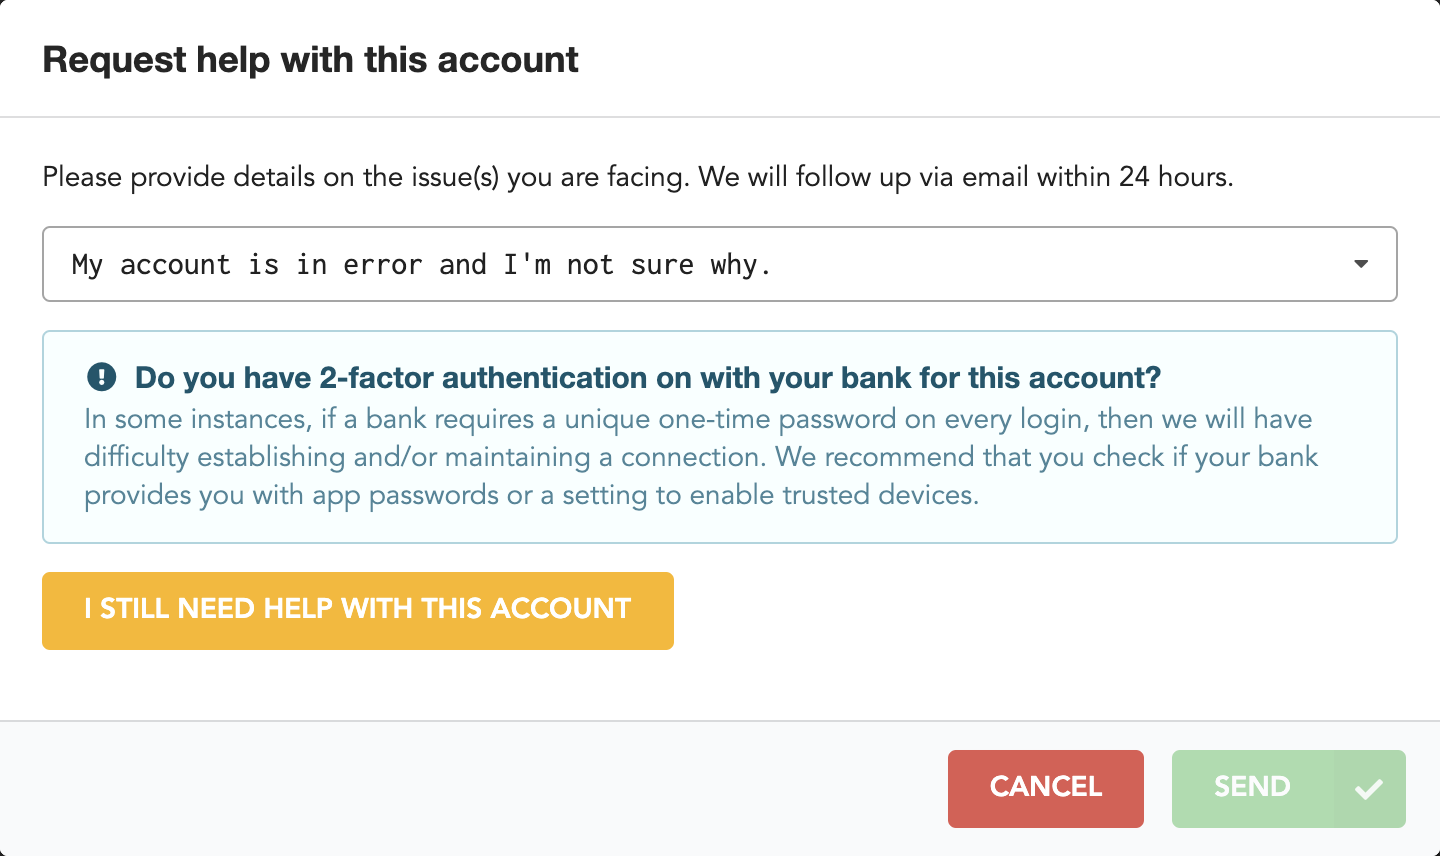 Request help with this account
Please provide details on the issue(s) you are facing. We will follow up via email within 24 hours.
My account is in error and I'm not sure why.
Do you have 2-factor authentication on with your bank for this account?
In some instances, if a bank requires a unique one-time password on every login, then we will have
difficulty establishing and/or maintaining a connection. We recommend that you check if your bank
provides you with app passwords or a setting to enable trusted devices.
I STILL NEED HELP WITH THIS ACCOUNT
CANCEL
SEND